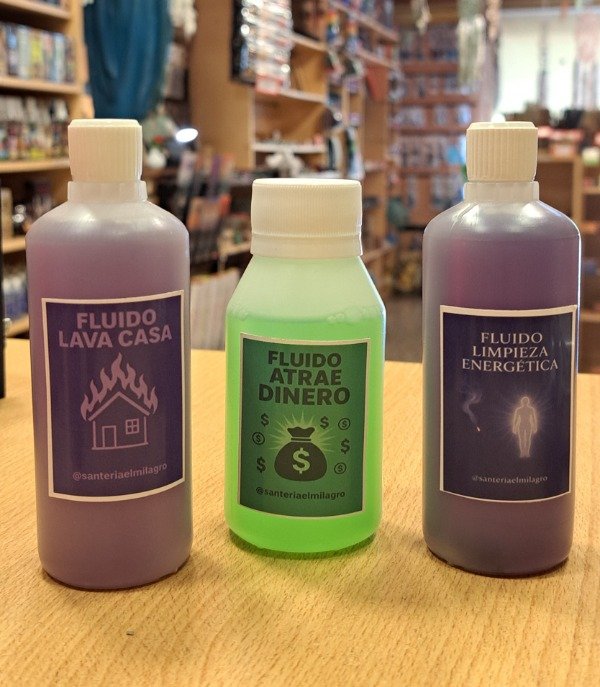 FLUIDO
LAVA CASA
@santeriaelmilagro
FLUIDO
ATRAE
DINERO
$ $
$ $
$ $ $
@santeriaelmilagro
FLUIDO
LIMPIEZA
ENERGÉTICA
@santeriaelmilagro